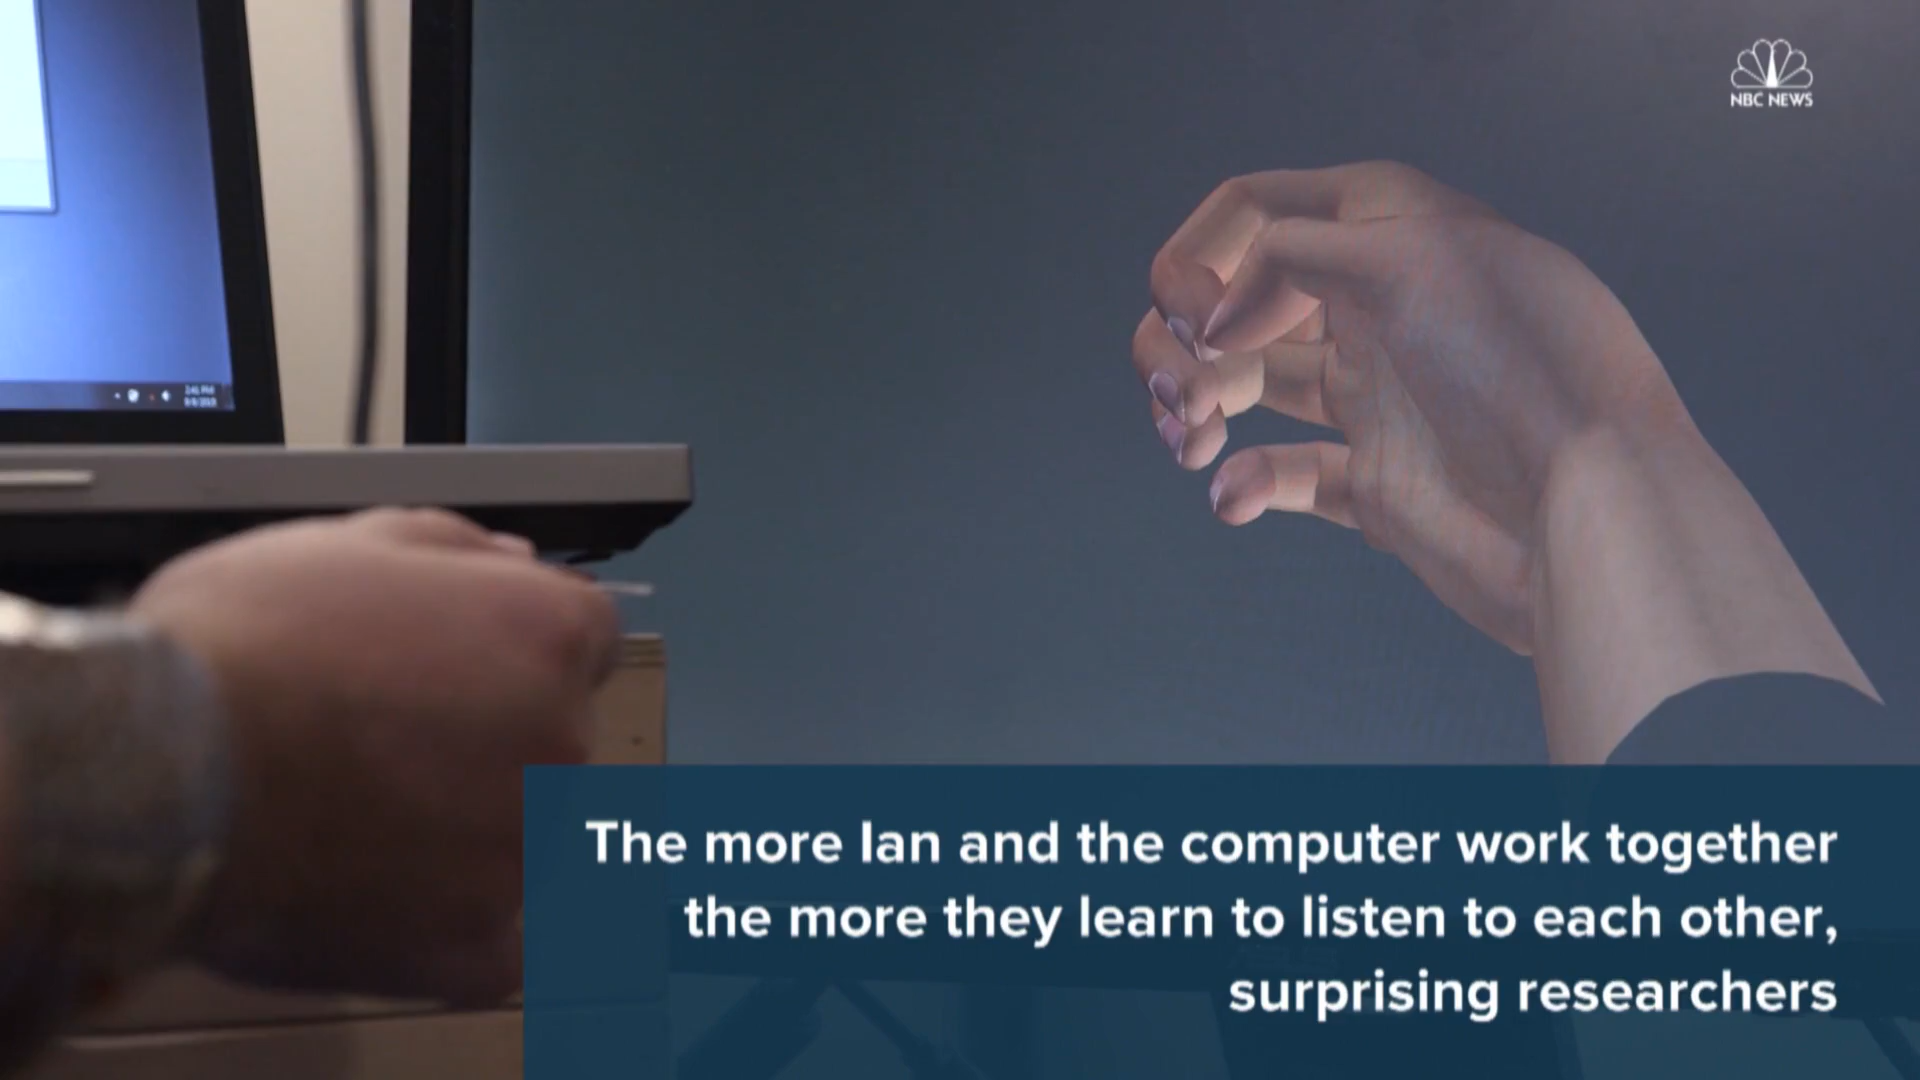 NBC NEWS
The more Ian and the computer work together
the more they learn to listen to each other,
surprising researchers